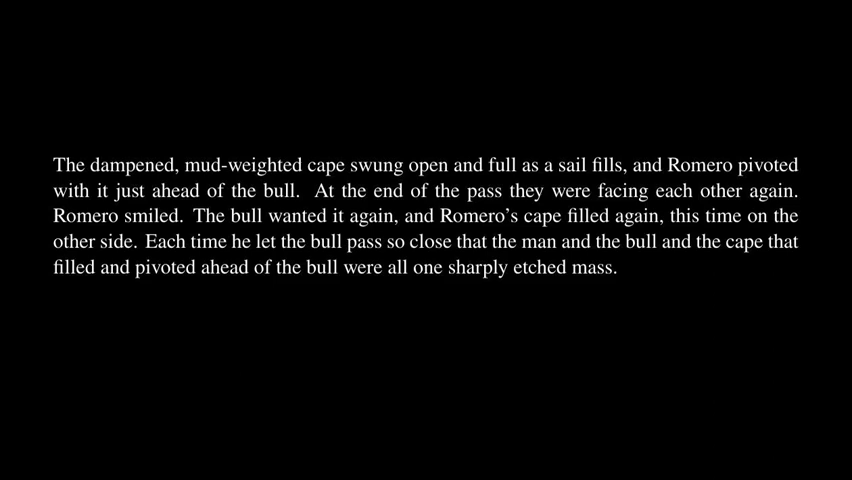 The dampened, mud-weighted cape swung open and full as a sail fills, and Romero pivoted
with it just ahead of the bull. At the end of the pass they were facing each other again.
Romero smiled. The bull wanted it again, and Romero’s cape filled again, this time on the
other side. Each time he let the bull pass so close that the man and the bull and the cape that
filled and pivoted ahead of the bull were all one sharply etched mass.